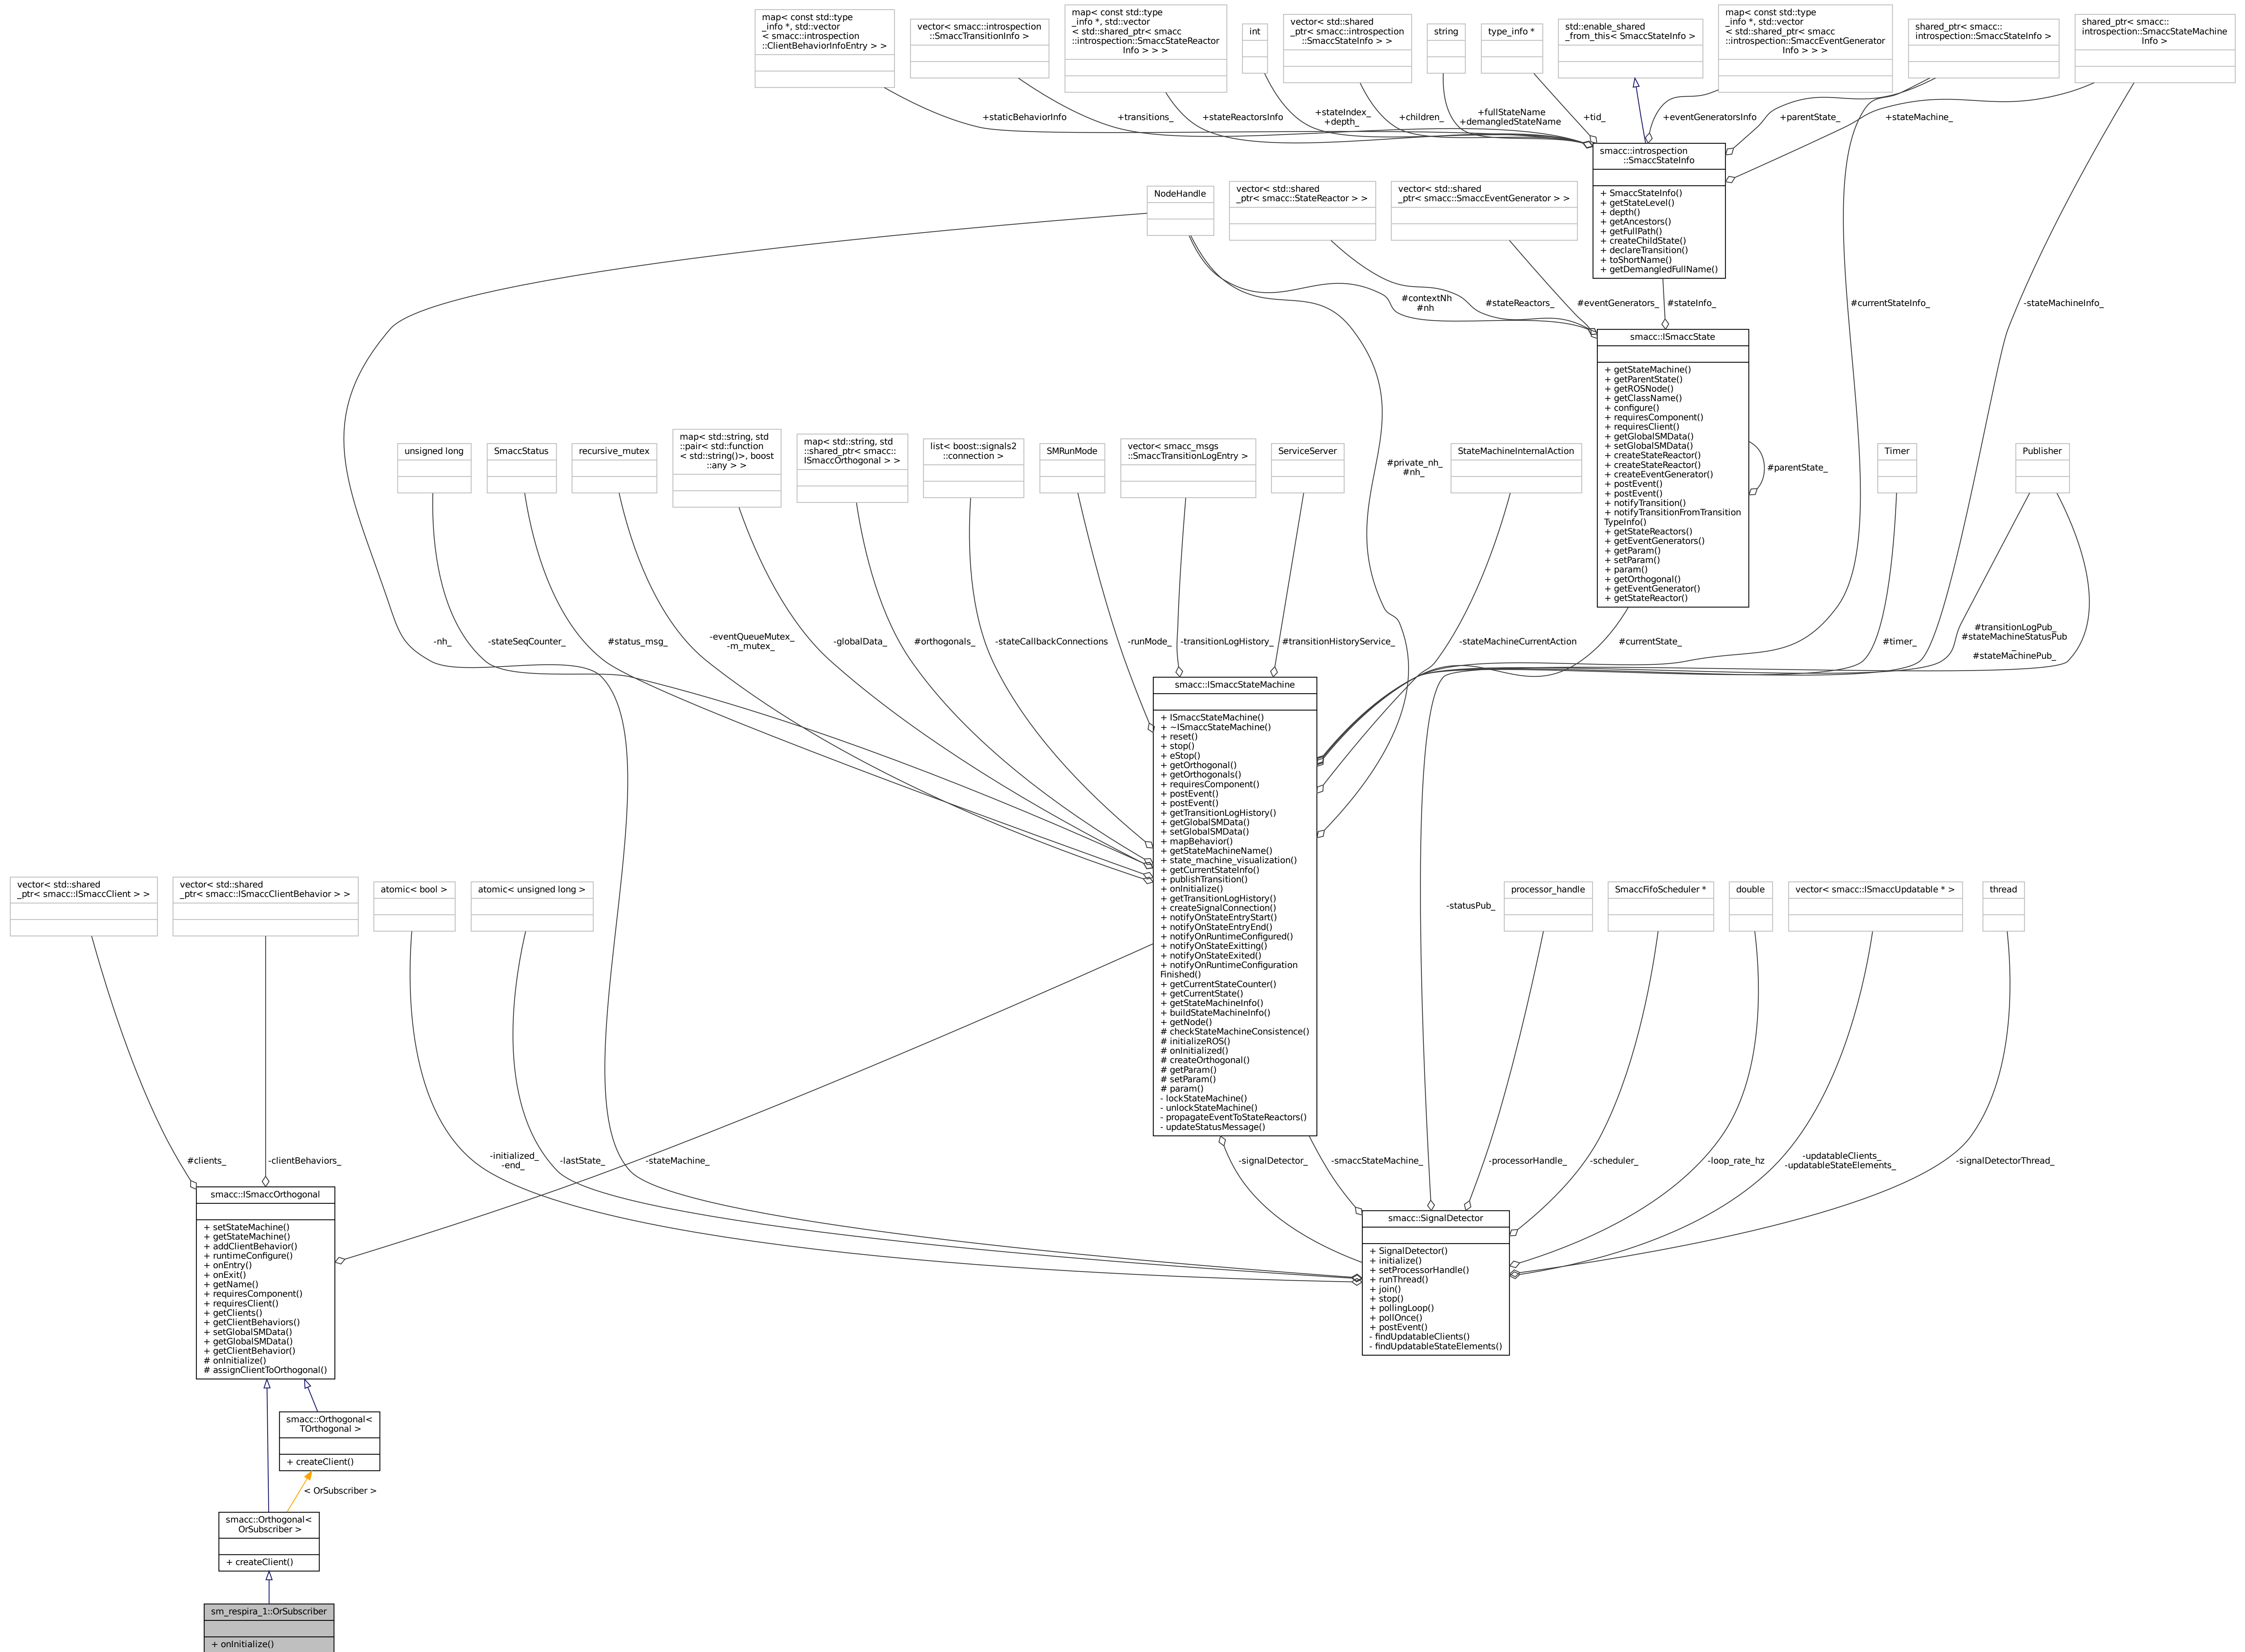 map< const std::type
_info *, std::vector
< smacc::introspection
::ClientBehaviorInfoEntry > >
vector< smacc::introspection
::SmaccTransitionInfo >
map< const std::type
_info *, std::vector
< std::shared_ptr< smacc
::introspection::SmaccStateReactor
Info > > >
int
vector< std::shared
_ptr< smacc::introspection
::SmaccStateInfo > >
string
type_info *
std::enable_shared
_from_this< SmaccStateInfo >
map< const std::type
_info *, std::vector
< std::shared_ptr< smacc
::introspection::SmaccEventGenerator
Info > > >
shared_ptr< smacc::
introspection::SmaccStateInfo >
shared_ptr< smacc::
introspection::SmaccStateMachine
Info >
+staticBehaviorInfo
+transitions_
+stateReactorsInfo
+stateIndex_
+depth_
+children_
+fullStateName
+demangledStateName
+tid_
+eventGeneratorsInfo
+parentState_
+stateMachine_
smacc::introspection
::SmaccStateInfo
+ SmaccStateInfo()
+ getStateLevel()
+ depth()
+ getAncestors()
+ getFullPath()
+ createChildState()
+ declareTransition()
+ toShortName()
+ getDemangledFullName()
NodeHandle
vector< std::shared
_ptr< smacc::StateReactor > >
vector< std::shared
_ptr< smacc::SmaccEventGenerator > >
#contextNh
#nh
#stateReactors_
#eventGenerators_
#stateInfo_
#currentStateInfo_
-stateMachineInfo_
smacc::ISmaccState
+ getStateMachine()
+ getParentState()
+ getROSNode()
+ getClassName()
+ configure()
+ requiresComponent()
+ requiresClient()
+ getGlobalSMData()
+ setGlobalSMData()
+ createStateReactor()
+ createStateReactor()
+ createEventGenerator()
+ postEvent()
+ postEvent()
+ notifyTransition()
+ notifyTransitionFromTransition
TypeInfo()
+ getStateReactors()
+ getEventGenerators()
+ getParam()
+ setParam()
+ param()
+ getOrthogonal()
+ getEventGenerator()
+ getStateReactor()
#parentState_
unsigned long
SmaccStatus
recursive_mutex
map< std::string, std
::pair< std::function
< std::string()>, boost
::any > >
map< std::string, std
::shared_ptr< smacc::
ISmaccOrthogonal > >
list< boost::signals2
::connection >
SMRunMode
vector< smacc_msgs
::SmaccTransitionLogEntry >
ServiceServer
#private_nh_
#nh_
StateMachineInternalAction
Timer
Publisher
-nh_
-stateSeqCounter_
#status_msg_
-eventQueueMutex_
-m_mutex_
-globalData_
#orthogonals_
-stateCallbackConnections
-runMode_
-transitionLogHistory_
#transitionHistoryService_
-stateMachineCurrentAction
#currentState_
#timer_
#transitionLogPub_
#stateMachineStatusPub
_
#stateMachinePub_
smacc::ISmaccStateMachine
+ ISmaccStateMachine()
+ ~ISmaccStateMachine()
+ reset()
+ stop()
+ eStop()
+ getOrthogonal()
+ getOrthogonals()
+ requiresComponent()
+ postEvent()
+ postEvent()
+ getTransitionLogHistory()
+ getGlobalSMData()
+ setGlobalSMData()
+ mapBehavior()
+ getStateMachineName()
+ state_machine_visualization()
+ getCurrentStateInfo()
+ publishTransition()
+ onInitialize()
+ getTransitionLogHistory()
+ createSignalConnection()
+ notifyOnStateEntryStart()
+ notifyOnStateEntryEnd()
+ notifyOnRuntimeConfigured()
+ notifyOnStateExitting()
+ notifyOnStateExited()
+ notifyOnRuntimeConfiguration
Finished()
+ getCurrentStateCounter()
+ getCurrentState()
+ getStateMachineInfo()
+ buildStateMachineInfo()
+ getNode()
# checkStateMachineConsistence()
# initializeROS()
# onInitialized()
# createOrthogonal()
# getParam()
# setParam()
# param()
- lockStateMachine()
- unlockStateMachine()
- propagateEventToStateReactors()
- updateStatusMessage()
vector< std::shared
_ptr< smacc::ISmaccClient > >
vector< std::shared
_ptr< smacc::ISmaccClientBehavior > >
atomic< bool >
atomic< unsigned long >
-statusPub_
processor_handle
SmaccFifoScheduler *
double
vector< smacc::ISmaccUpdatable * >
thread
#clients_
-clientBehaviors_
-initialized_
-end_
-lastState_
-stateMachine_
-signalDetector_
-smaccStateMachine_
-processorHandle_
-scheduler_
-loop_rate_hz
-updatableClients_
-updatableStateElements_
-signalDetectorThread_
smacc::ISmaccOrthogonal
+ setStateMachine()
+ getStateMachine()
+ addClientBehavior()
+ runtimeConfigure()
+ onEntry()
+ onExit()
+ getName()
+ requiresComponent()
+ requiresClient()
+ getClients()
+ getClientBehaviors()
+ setGlobalSMData()
+ getGlobalSMData()
+ getClientBehavior()
# onInitialize()
# assignClientToOrthogonal()
smacc::SignalDetector
+ SignalDetector()
+ initialize()
+ setProcessorHandle()
+ runThread()
+ join()
+ stop()
+ pollingLoop()
+ pollOnce()
+ postEvent()
- findUpdatableClients()
- findUpdatableStateElements()
smacc::Orthogonal<
TOrthogonal >
+ createClient()
< OrSubscriber >
smacc::Orthogonal<
OrSubscriber >
+ createClient()
sm_respira_1::OrSubscriber
+ onInitialize()